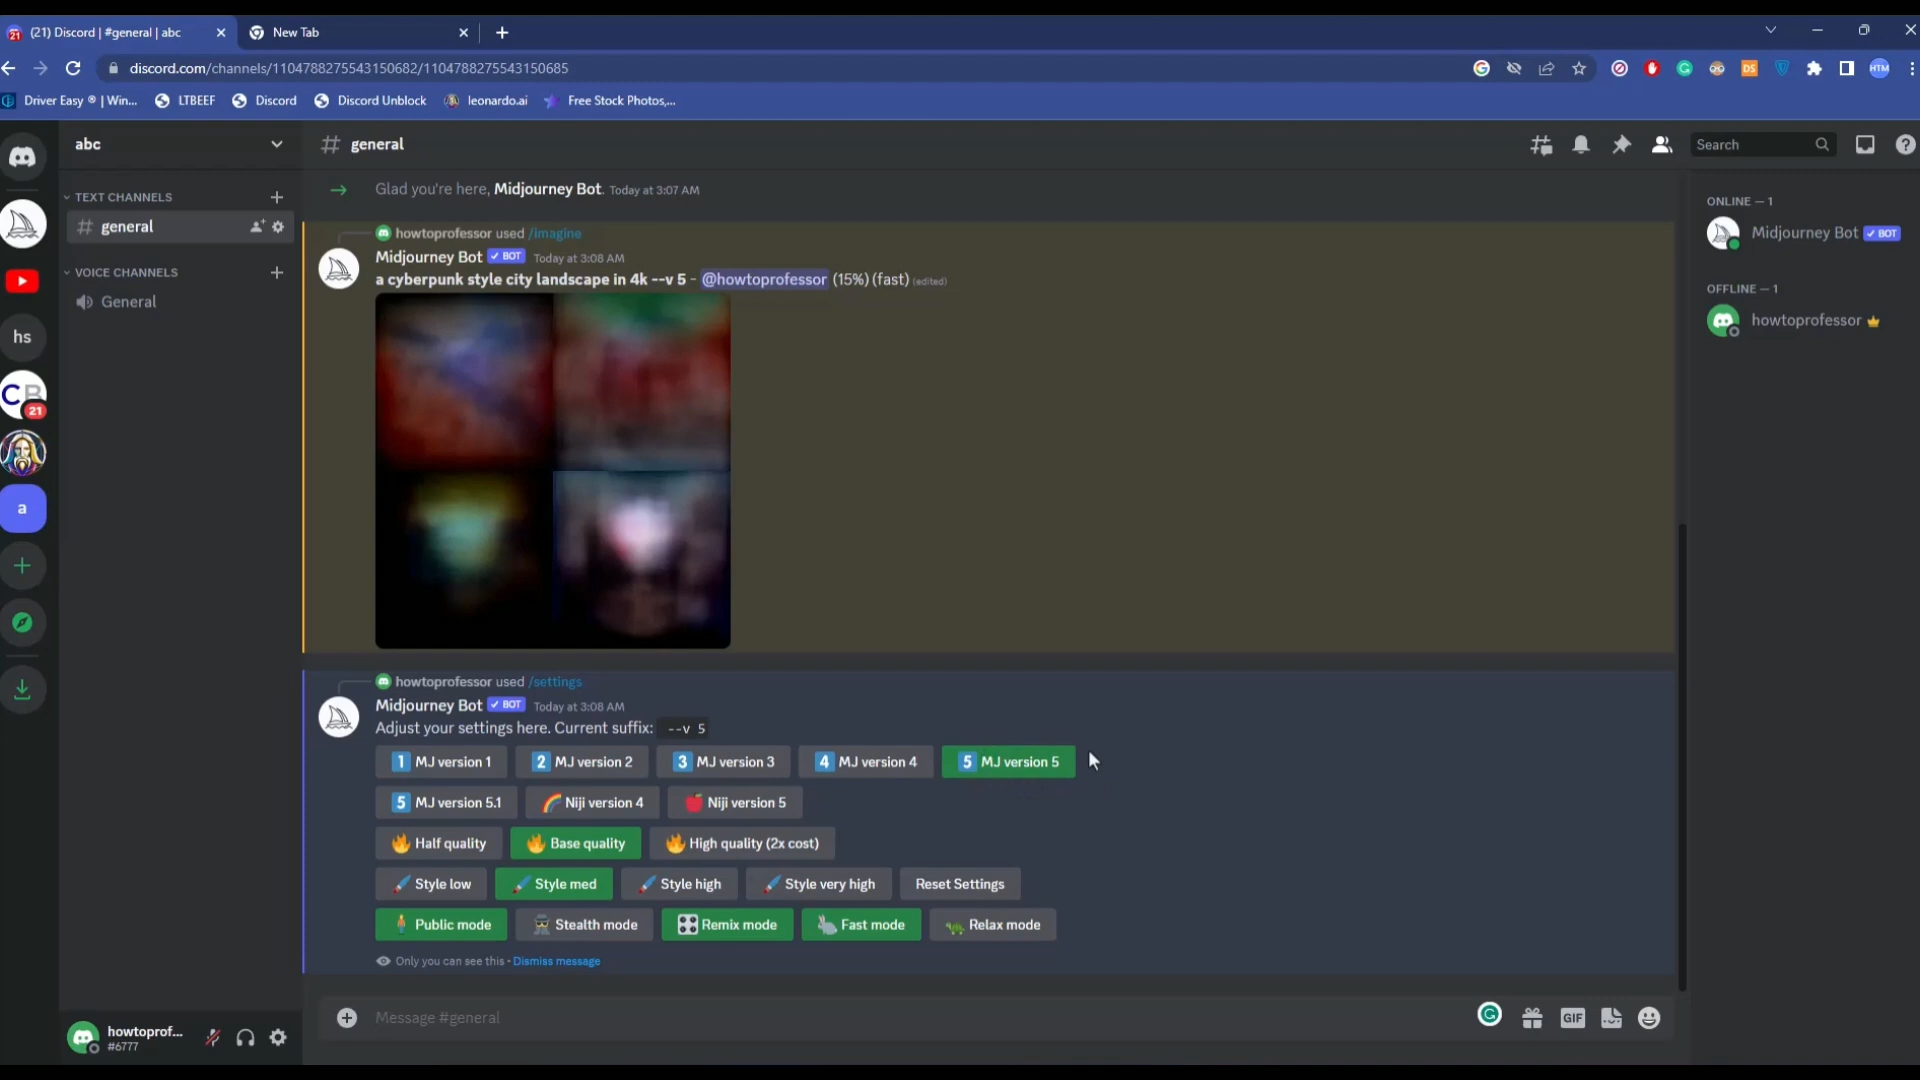 21 (21) Discord | #general | abc
New Tab
discord.com/channels/1104788275543150682/1104788275543150685
DS HTM
Driver Easy ® | Win... LTBEEF Discord Discord Unblock leonardo.ai Free Stock Photos,...
abc
# general
Search
TEXT CHANNELS
# general
VOICE CHANNELS
General
hs
CB
21
a
Glad you're here, Midjourney Bot. Today at 3:07 AM
howtoprofessor used /imagine
Midjourney Bot ✓ BOT Today at 3:08 AM
a cyberpunk style city landscape in 4k --v 5 - @howtoprofessor (15%) (fast) (edited)
howtoprofessor used /settings
Midjourney Bot ✓ BOT Today at 3:08 AM
Adjust your settings here. Current suffix: --v 5
1 MJ version 1 2 MJ version 2 3 MJ version 3 4 MJ version 4 5 MJ version 5
5 MJ version 5.1 Niji version 4 Niji version 5
Half quality Base quality High quality (2x cost)
Style low Style med Style high Style very high Reset Settings
Public mode Stealth mode Remix mode Fast mode Relax mode
Only you can see this • Dismiss message
Message #general
GIF
ONLINE — 1
Midjourney Bot ✓ BOT
OFFLINE — 1
howtoprofessor
howtoprof...
#6777